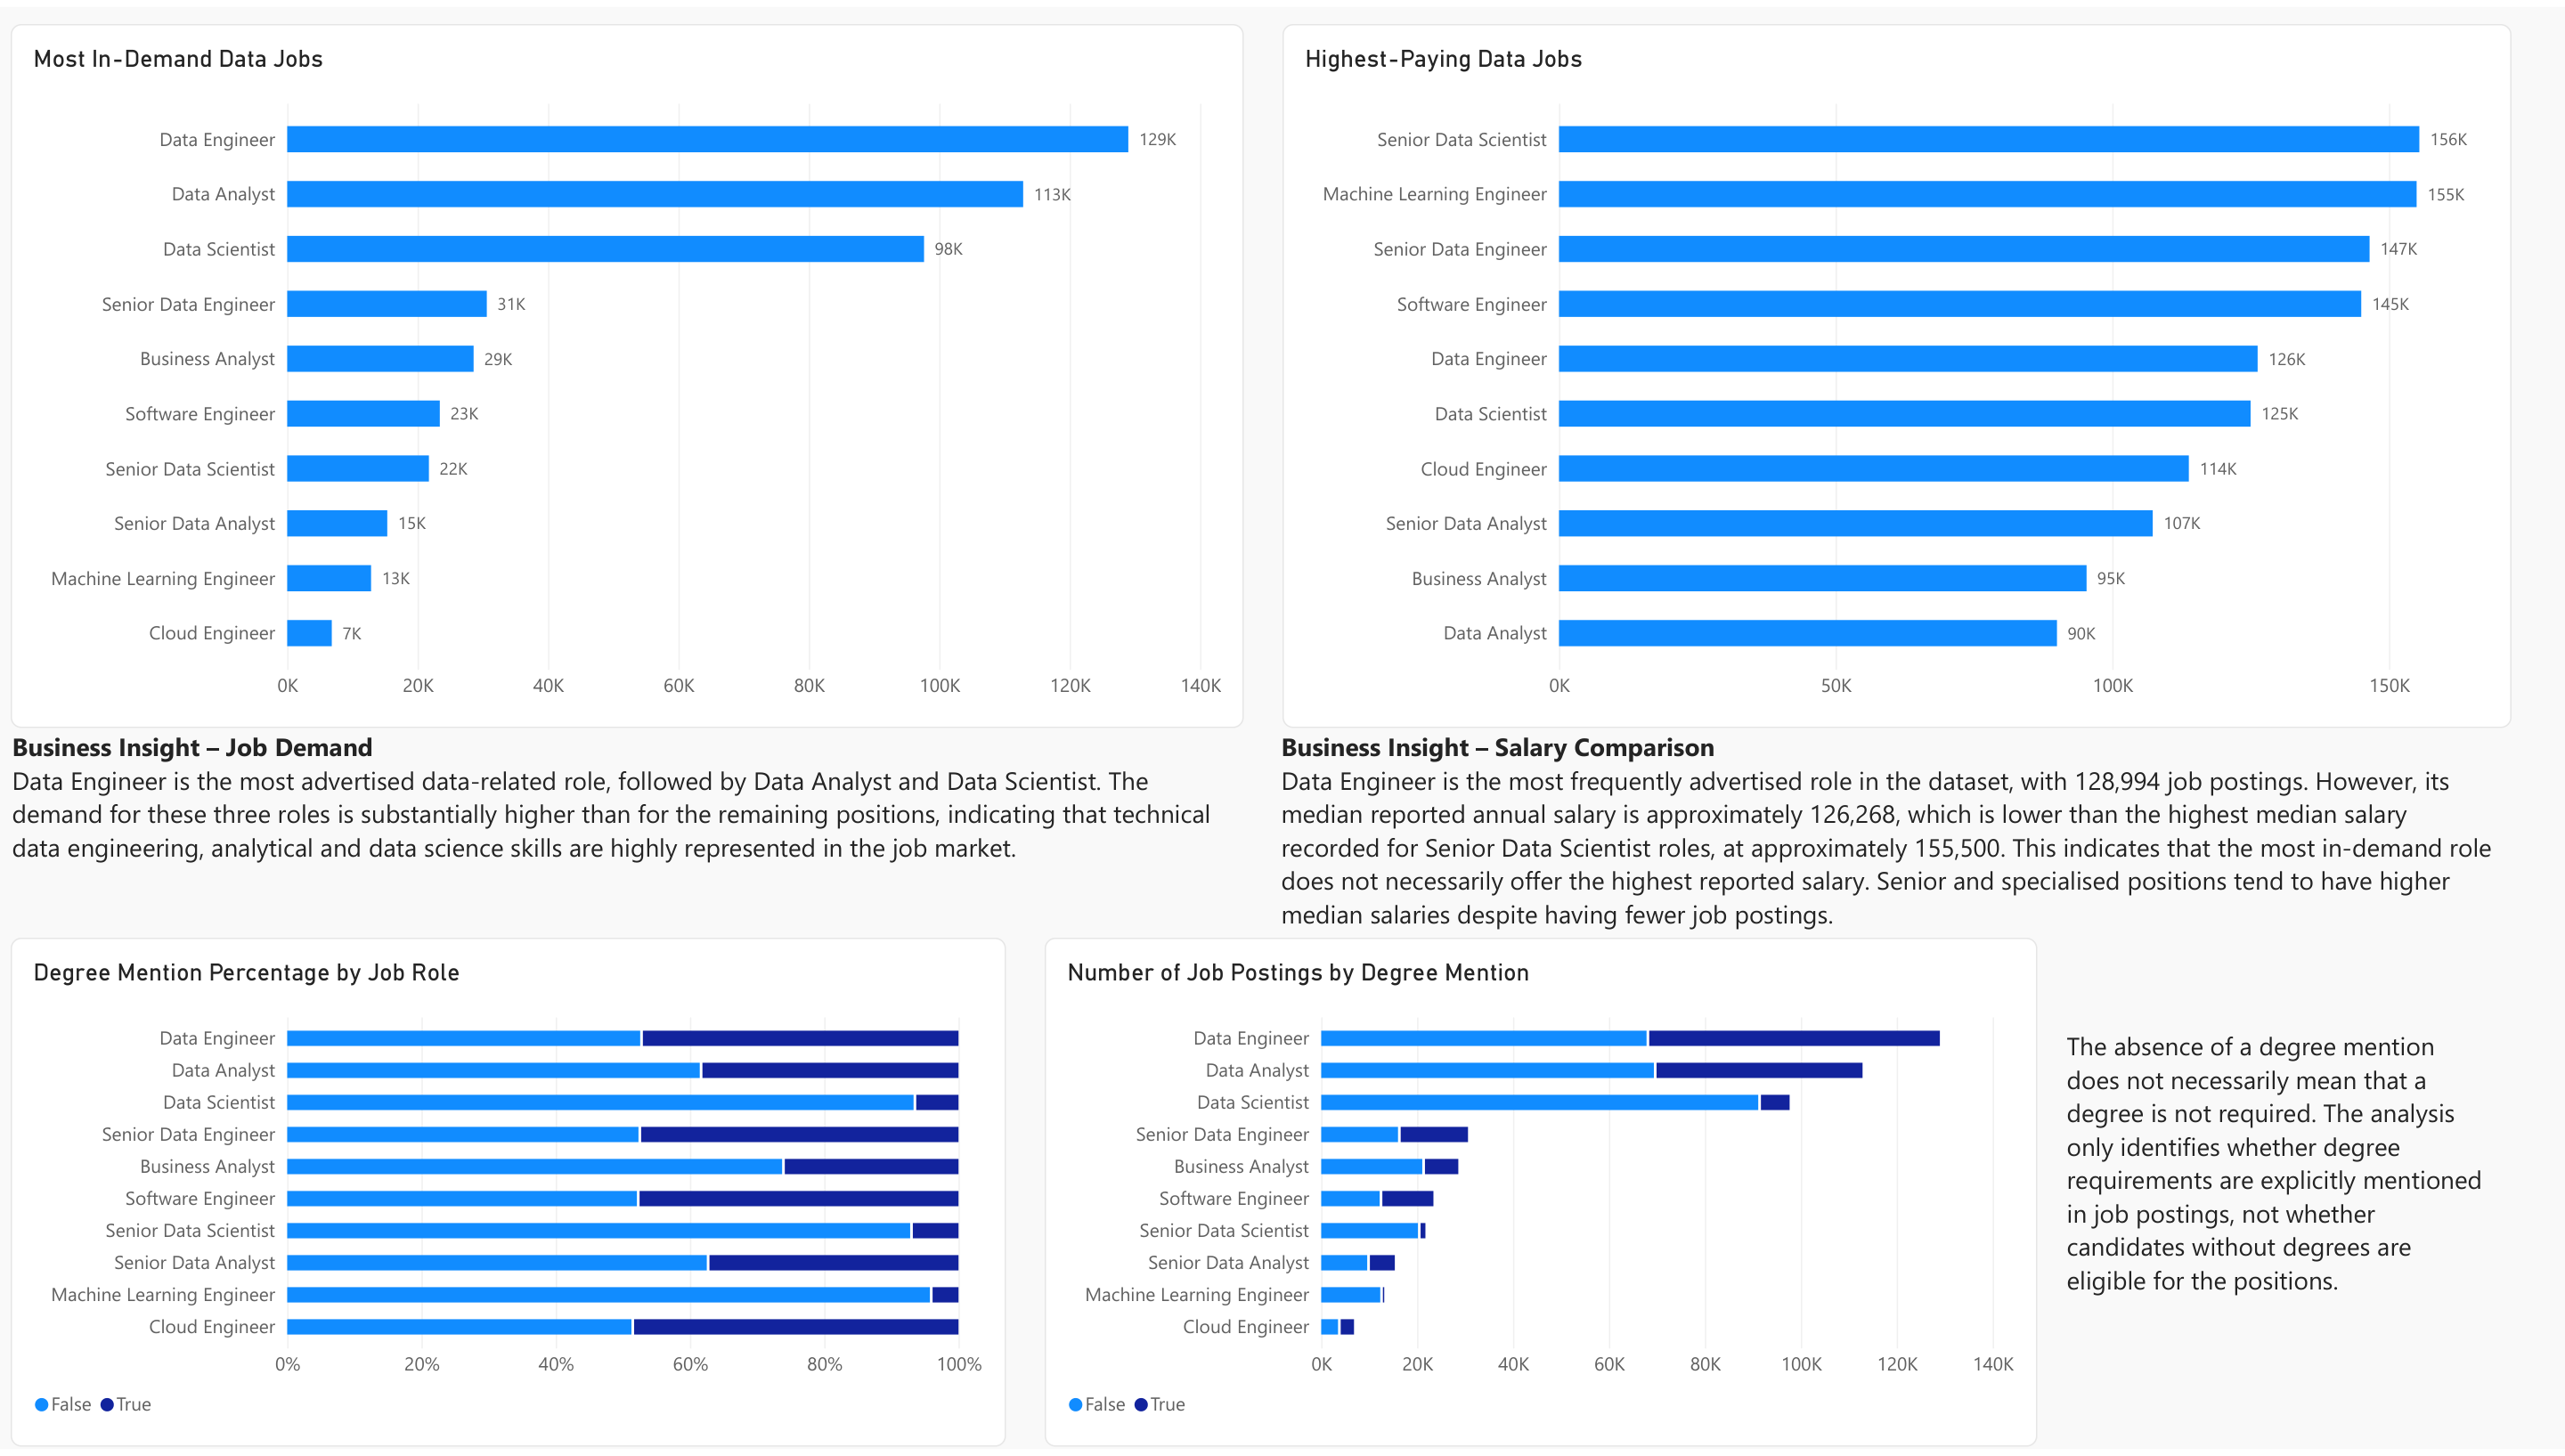 Most In-Demand Data Jobs
Data Engineer 129K
Data Analyst 113K
Data Scientist 98K
Senior Data Engineer 31K
Business Analyst 29K
Software Engineer 23K
Senior Data Scientist 22K
Senior Data Analyst 15K
Machine Learning Engineer 13K
Cloud Engineer 7K
0K 20K 40K 60K 80K 100K 120K 140K
Highest-Paying Data Jobs
Senior Data Scientist 156K
Machine Learning Engineer 155K
Senior Data Engineer 147K
Software Engineer 145K
Data Engineer 126K
Data Scientist 125K
Cloud Engineer 114K
Senior Data Analyst 107K
Business Analyst 95K
Data Analyst 90K
0K 50K 100K 150K
Business Insight – Job Demand
Data Engineer is the most advertised data-related role, followed by Data Analyst and Data Scientist. The
demand for these three roles is substantially higher than for the remaining positions, indicating that technical
data engineering, analytical and data science skills are highly represented in the job market.
Business Insight – Salary Comparison
Data Engineer is the most frequently advertised role in the dataset, with 128,994 job postings. However, its
median reported annual salary is approximately 126,268, which is lower than the highest median salary
recorded for Senior Data Scientist roles, at approximately 155,500. This indicates that the most in-demand role
does not necessarily offer the highest reported salary. Senior and specialised positions tend to have higher
median salaries despite having fewer job postings.
Degree Mention Percentage by Job Role
Data Engineer
Data Analyst
Data Scientist
Senior Data Engineer
Business Analyst
Software Engineer
Senior Data Scientist
Senior Data Analyst
Machine Learning Engineer
Cloud Engineer
0% 20% 40% 60% 80% 100%
False True
Number of Job Postings by Degree Mention
Data Engineer
Data Analyst
Data Scientist
Senior Data Engineer
Business Analyst
Software Engineer
Senior Data Scientist
Senior Data Analyst
Machine Learning Engineer
Cloud Engineer
0K 20K 40K 60K 80K 100K 120K 140K
False True
The absence of a degree mention
does not necessarily mean that a
degree is not required. The analysis
only identifies whether degree
requirements are explicitly mentioned
in job postings, not whether
candidates without degrees are
eligible for the positions.